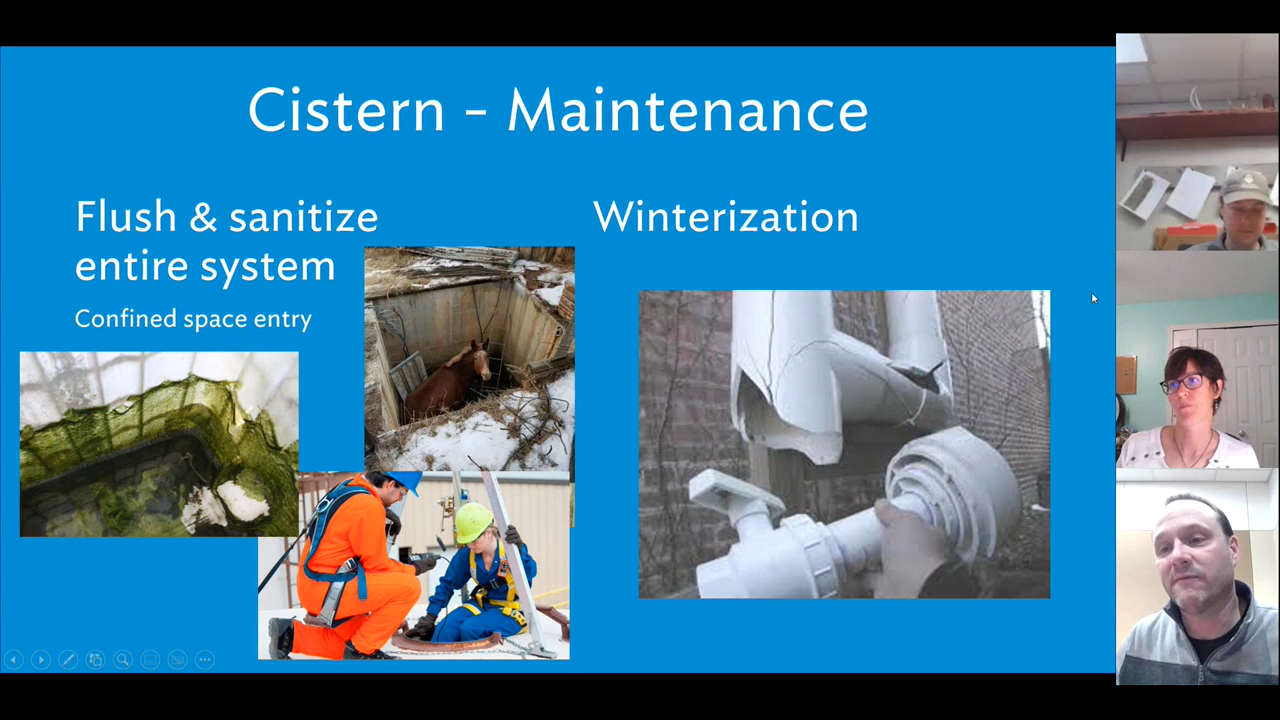 Cistern - Maintenance
Flush & sanitize
entire system
Confined space entry
Winterization